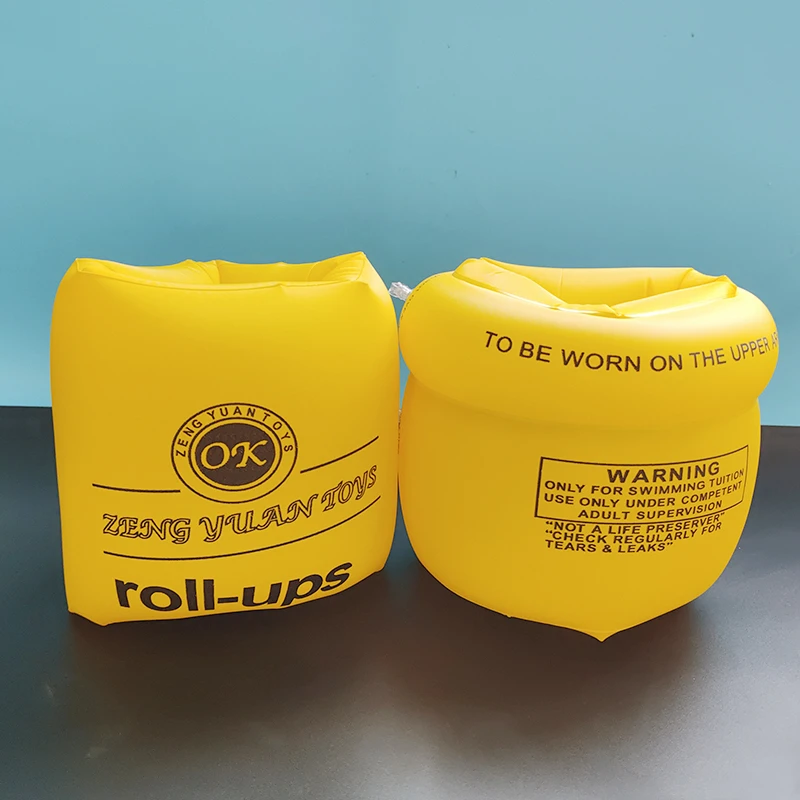 ZENG YUAN TOYS
OK
ZENG YUAN TOYS
roll-ups
TO BE WORN ON THE UPPER
WARNING
ONLY FOR SWIMMING TUITION
USE ONLY UNDER COMPETENT
ADULT SUPERVISION
"NOT A LIFE PRESERVER"
"CHECK REGULARLY FOR
TEARS & LEAKS"